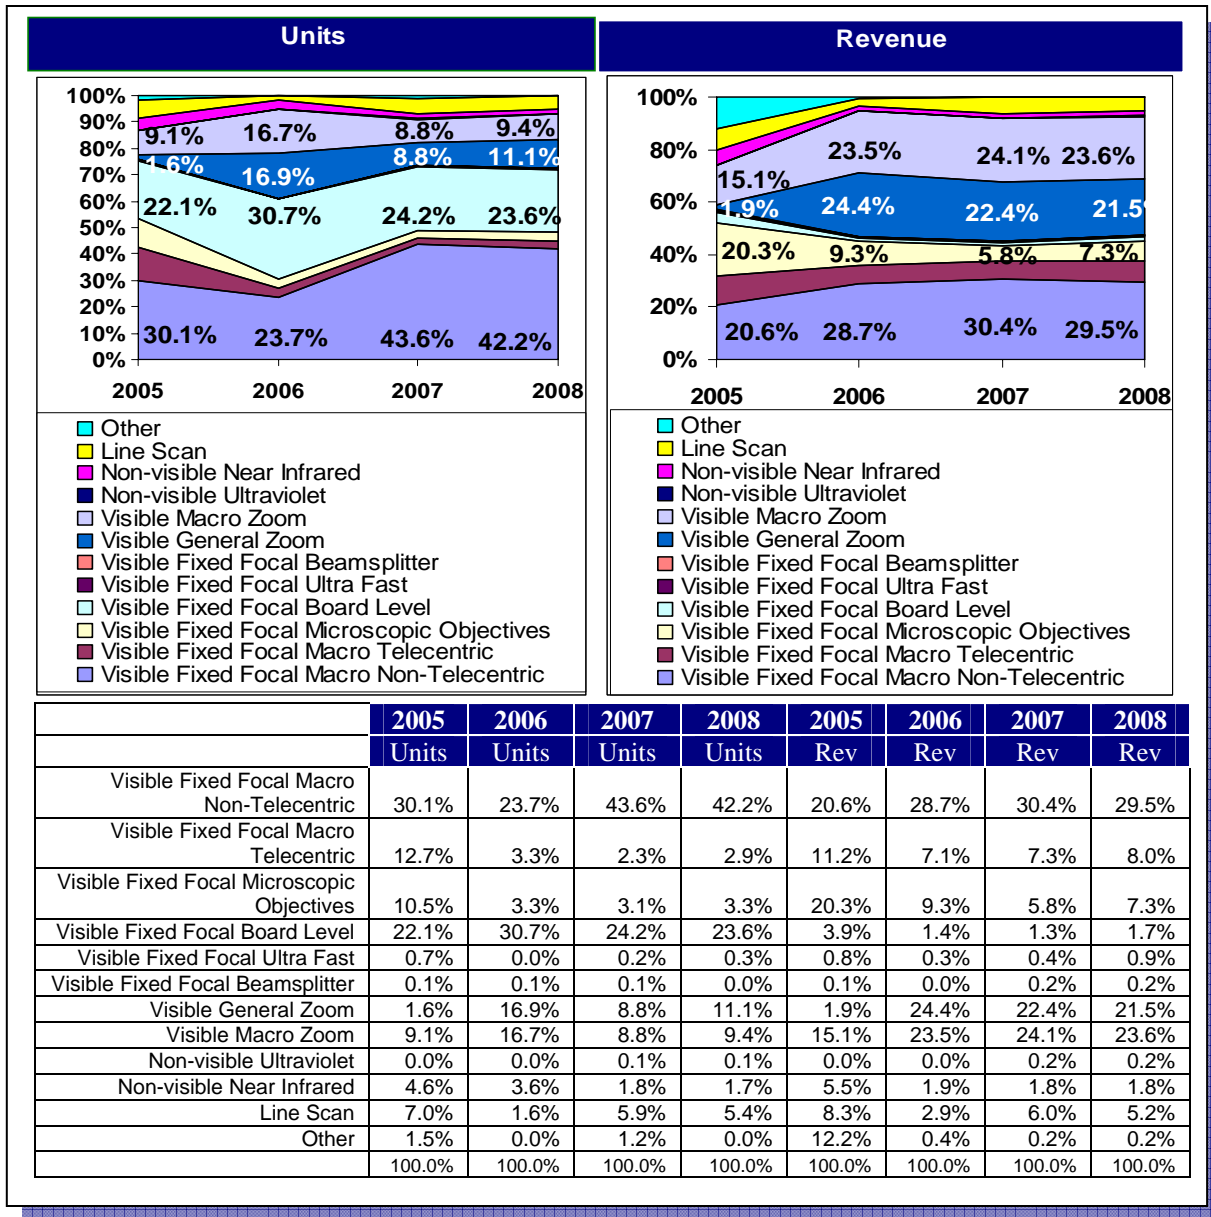 Units
Revenue
100%
90%
80%
70%
60%
50%
40%
30%
20%
10%
0%
9.1%
16.7%
8.8%
9.4%
1.6%
16.9%
8.8%
11.1%
22.1%
30.7%
24.2%
23.6%
30.1%
23.7%
43.6%
42.2%
2005
2006
2007
2008
Other
Line Scan
Non-visible Near Infrared
Non-visible Ultraviolet
Visible Macro Zoom
Visible General Zoom
Visible Fixed Focal Beamsplitter
Visible Fixed Focal Ultra Fast
Visible Fixed Focal Board Level
Visible Fixed Focal Microscopic Objectives
Visible Fixed Focal Macro Telecentric
Visible Fixed Focal Macro Non-Telecentric
100%
80%
60%
40%
20%
0%
15.1%
23.5%
24.1%
23.6%
1.9%
24.4%
22.4%
21.5%
20.3%
9.3%
5.8%
7.3%
20.6%
28.7%
30.4%
29.5%
2005
2006
2007
2008
Other
Line Scan
Non-visible Near Infrared
Non-visible Ultraviolet
Visible Macro Zoom
Visible General Zoom
Visible Fixed Focal Beamsplitter
Visible Fixed Focal Ultra Fast
Visible Fixed Focal Board Level
Visible Fixed Focal Microscopic Objectives
Visible Fixed Focal Macro Telecentric
Visible Fixed Focal Macro Non-Telecentric
2005 2006 2007 2008 2005 2006 2007 2008
Units Units Units Units Rev Rev Rev Rev
Visible Fixed Focal Macro
Non-Telecentric 30.1% 23.7% 43.6% 42.2% 20.6% 28.7% 30.4% 29.5%
Visible Fixed Focal Macro
Telecentric 12.7% 3.3% 2.3% 2.9% 11.2% 7.1% 7.3% 8.0%
Visible Fixed Focal Microscopic
Objectives 10.5% 3.3% 3.1% 3.3% 20.3% 9.3% 5.8% 7.3%
Visible Fixed Focal Board Level 22.1% 30.7% 24.2% 23.6% 3.9% 1.4% 1.3% 1.7%
Visible Fixed Focal Ultra Fast 0.7% 0.0% 0.2% 0.3% 0.8% 0.3% 0.4% 0.9%
Visible Fixed Focal Beamsplitter 0.1% 0.1% 0.1% 0.0% 0.1% 0.0% 0.2% 0.2%
Visible General Zoom 1.6% 16.9% 8.8% 11.1% 1.9% 24.4% 22.4% 21.5%
Visible Macro Zoom 9.1% 16.7% 8.8% 9.4% 15.1% 23.5% 24.1% 23.6%
Non-visible Ultraviolet 0.0% 0.0% 0.1% 0.1% 0.0% 0.0% 0.2% 0.2%
Non-visible Near Infrared 4.6% 3.6% 1.8% 1.7% 5.5% 1.9% 1.8% 1.8%
Line Scan 7.0% 1.6% 5.9% 5.4% 8.3% 2.9% 6.0% 5.2%
Other 1.5% 0.0% 1.2% 0.0% 12.2% 0.4% 0.2% 0.2%
100.0% 100.0% 100.0% 100.0% 100.0% 100.0% 100.0% 100.0%